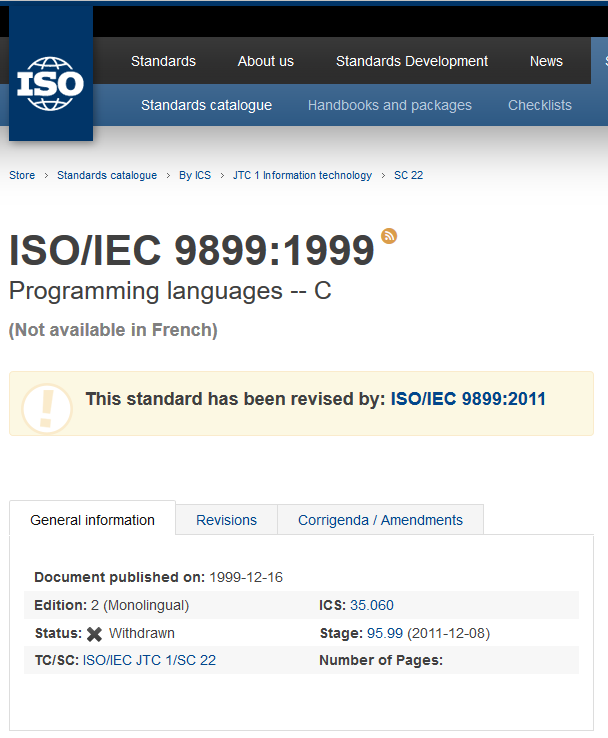 ISO
Standards About us Standards Development News S
Standards catalogue Handbooks and packages Checklists
Store › Standards catalogue › By ICS › JTC 1 Information technology › SC 22
ISO/IEC 9899:1999
Programming languages -- C
(Not available in French)
! This standard has been revised by: ISO/IEC 9899:2011
General information Revisions Corrigenda / Amendments
Document published on: 1999-12-16
Edition: 2 (Monolingual) ICS: 35.060
Status: ✖ Withdrawn Stage: 95.99 (2011-12-08)
TC/SC: ISO/IEC JTC 1/SC 22 Number of Pages: